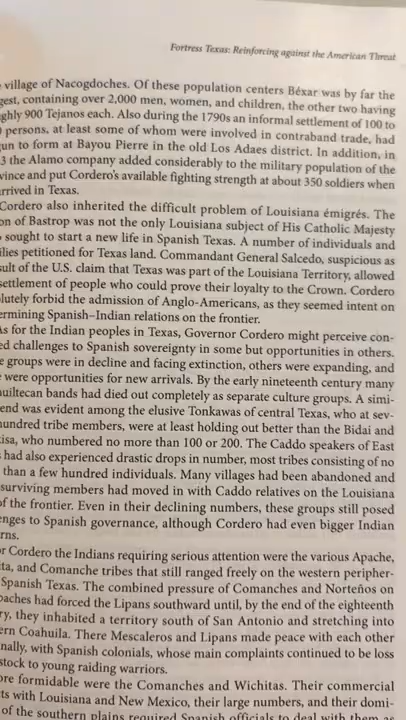 Fortress Texas: Reinforcing against the American Threat
village of Nacogdoches. Of these population centers Béxar was by far the
gest, containing over 2,000 men, women, and children, the other two having
ghly 900 Tejanos each. Also during the 1790s an informal settlement of 100 to
persons, at least some of whom were involved in contraband trade, had
un to form at Bayou Pierre in the old Los Adaes district. In addition, in
3 the Alamo company added considerably to the military population of the
vince and put Cordero's available fighting strength at about 350 soldiers when
arrived in Texas.
Cordero also inherited the difficult problem of Louisiana émigrés. The
on of Bastrop was not the only Louisiana subject of His Catholic Majesty
sought to start a new life in Spanish Texas. A number of individuals and
ilies petitioned for Texas land. Commandant General Salcedo, suspicious as
sult of the U.S. claim that Texas was part of the Louisiana Territory, allowed
settlement of people who could prove their loyalty to the Crown. Cordero
lutely forbid the admission of Anglo-Americans, as they seemed intent on
ermining Spanish–Indian relations on the frontier.
As for the Indian peoples in Texas, Governor Cordero might perceive con-
ed challenges to Spanish sovereignty in some but opportunities in others.
e groups were in decline and facing extinction, others were expanding, and
were opportunities for new arrivals. By the early nineteenth century many
uiltecan bands had died out completely as separate culture groups. A simi-
end was evident among the elusive Tonkawas of central Texas, who at sev-
hundred tribe members, were at least holding out better than the Bidai and
isa, who numbered no more than 100 or 200. The Caddo speakers of East
had also experienced drastic drops in number, most tribes consisting of no
than a few hundred individuals. Many villages had been abandoned and
surviving members had moved in with Caddo relatives on the Louisiana
of the frontier. Even in their declining numbers, these groups still posed
enges to Spanish governance, although Cordero had even bigger Indian
rns.
r Cordero the Indians requiring serious attention were the various Apache,
ta, and Comanche tribes that still ranged freely on the western peripher-
Spanish Texas. The combined pressure of Comanches and Norteños on
paches had forced the Lipans southward until, by the end of the eighteenth
ry, they inhabited a territory south of San Antonio and stretching into
ern Coahuila. There Mescaleros and Lipans made peace with each other
nally, with Spanish colonials, whose main complaints continued to be loss
stock to young raiding warriors.
ore formidable were the Comanches and Wichitas. Their commercial
ts with Louisiana and New Mexico, their large numbers, and their domi-
of the southern plains required Spanish officials to deal with them as